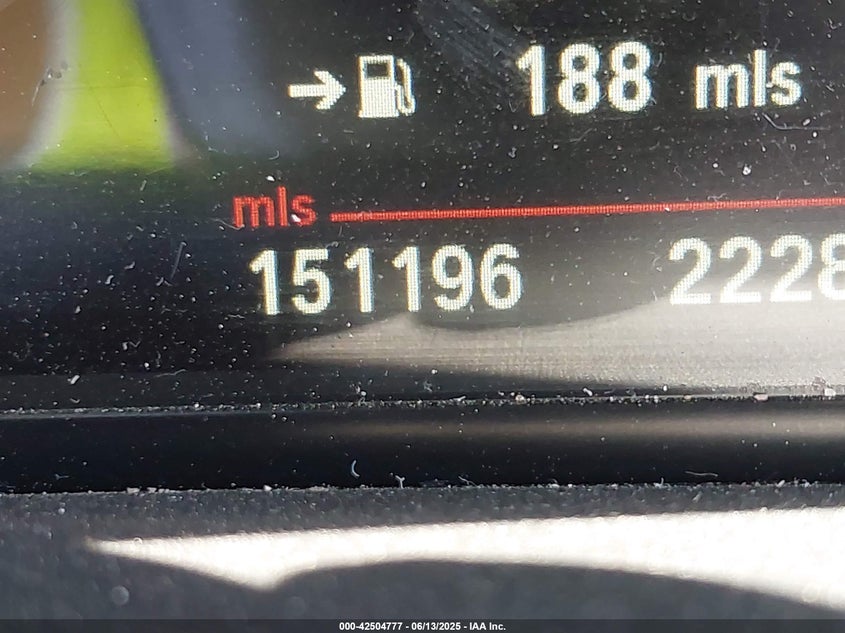 188 mls
mls
151196 2228
000-42504777 - 06/13/2025 - IAA Inc.